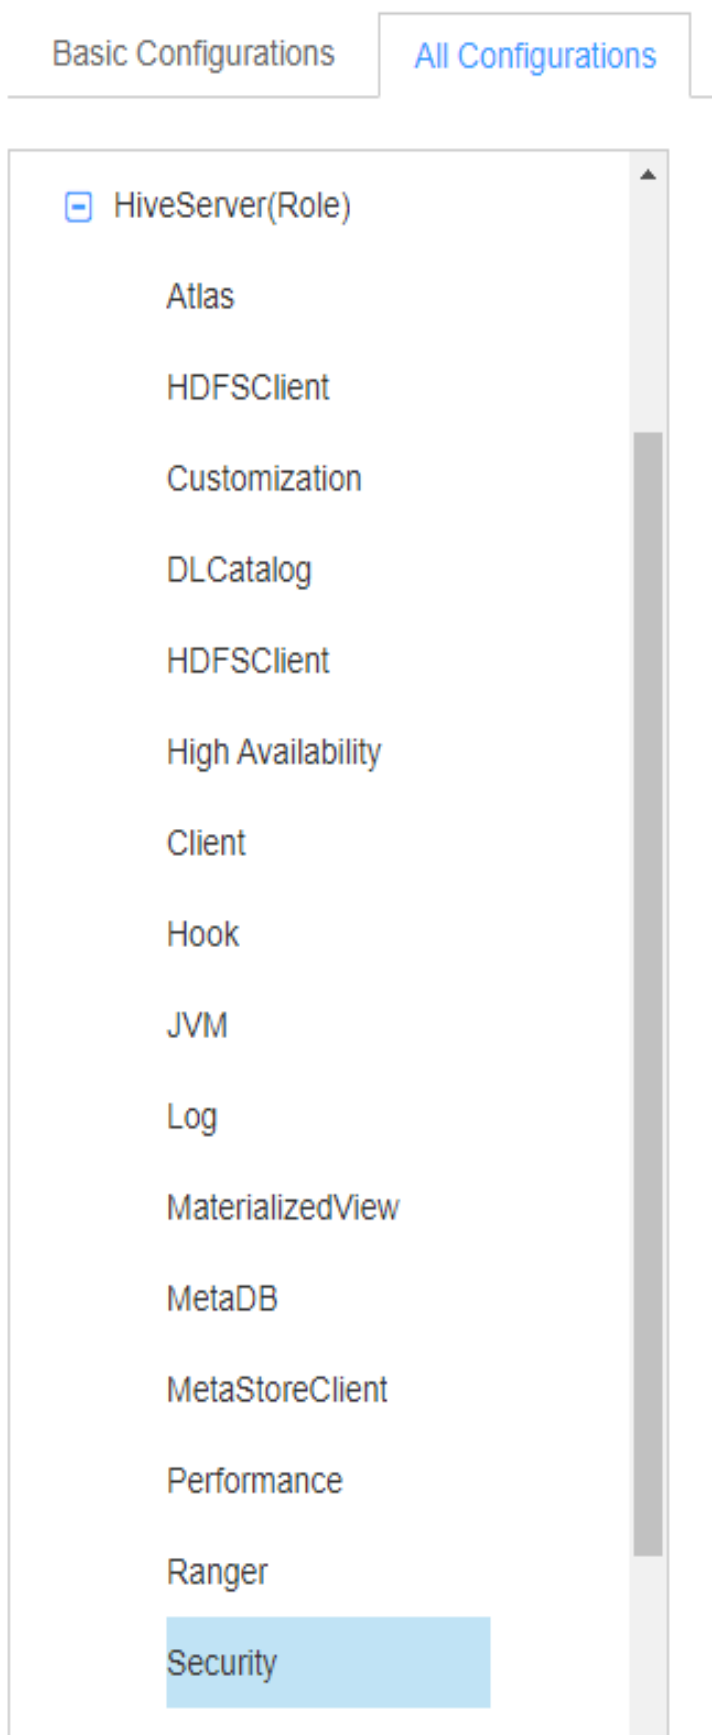 Basic Configurations
All Configurations
HiveServer(Role)
Atlas
HDFSClient
Customization
DLCatalog
HDFSClient
High Availability
Client
Hook
JVM
Log
MaterializedView
MetaDB
MetaStoreClient
Performance
Ranger
Security